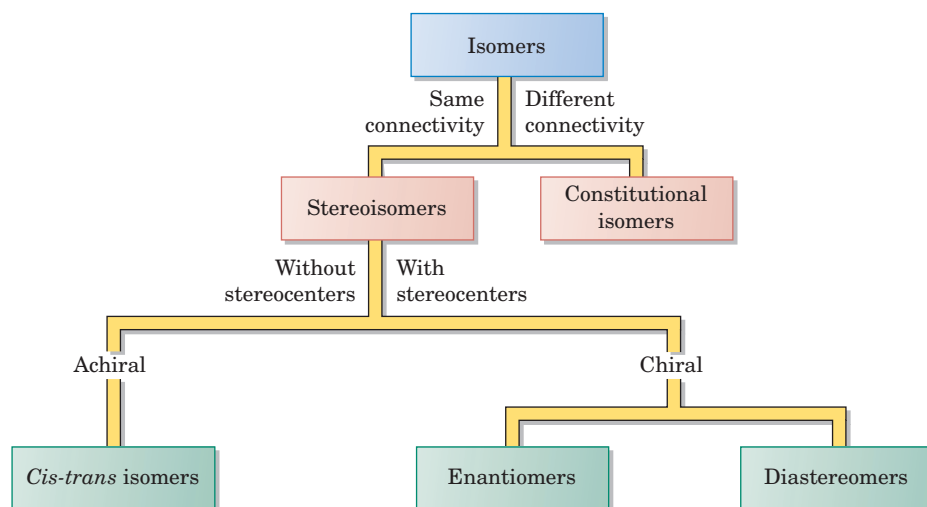 Isomers
Same
connectivity
Different
connectivity
Stereoisomers
Constitutional
isomers
Without
stereocenters
With
stereocenters
Achiral
Chiral
Cis-trans isomers
Enantiomers
Diastereomers